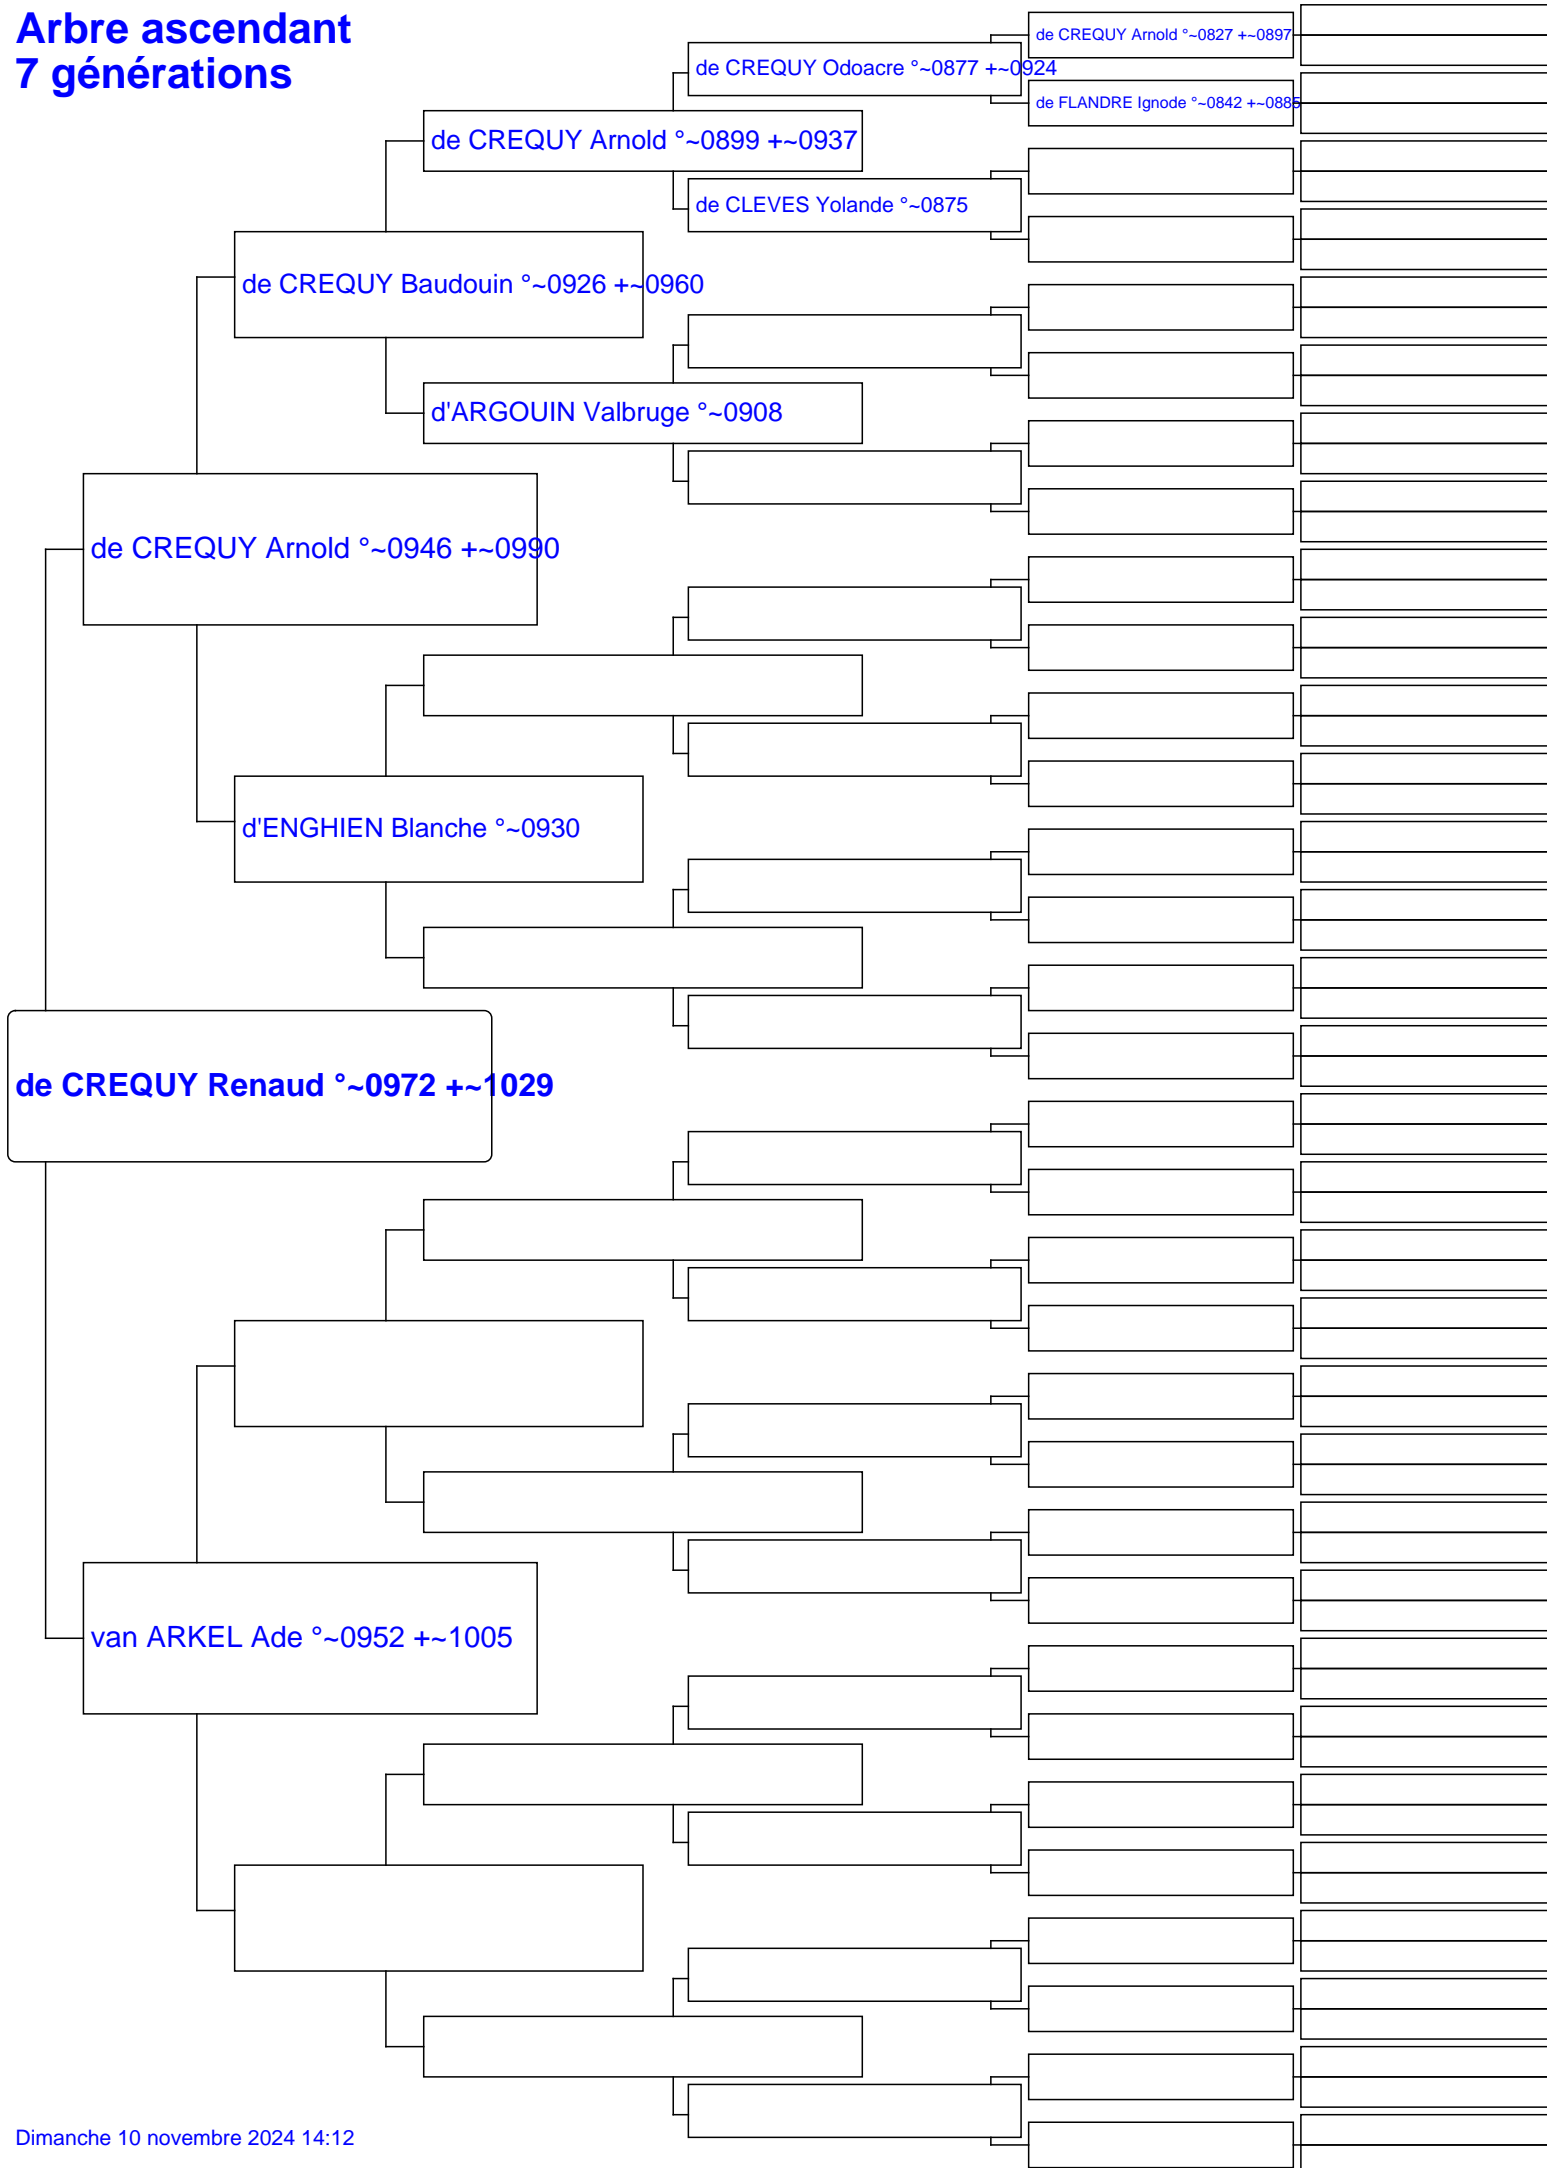 Arbre ascendant
7 générations
de CREQUY Arnold °~0827 +~0897
de CREQUY Odoacre °~0877 +~0924
de FLANDRE Ignode °~0842 +~0885
de CREQUY Arnold °~0899 +~0937
de CLEVES Yolande °~0875
de CREQUY Baudouin °~0926 +~0960
d'ARGOUIN Valbruge °~0908
de CREQUY Arnold °~0946 +~0990
d'ENGHIEN Blanche °~0930
de CREQUY Renaud °~0972 +~1029
van ARKEL Ade °~0952 +~1005
Dimanche 10 novembre 2024 14:12